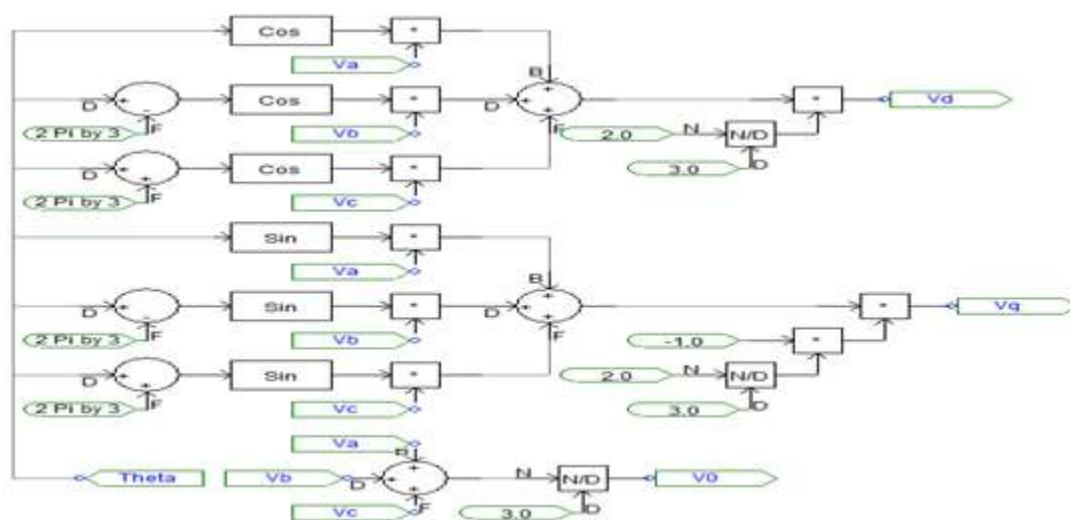 Cos *
Va
B
D + - Cos * D + + + * Vd
2 Pi by 3 F Vb F 2.0 N N/D
D + + Cos * 3.0 D
2 Pi by 3 F Vc
Sin *
Va
B
D + - Sin * D + + + * Vq
2 Pi by 3 F Vb F -1.0 *
D + + Sin * 2.0 N N/D
2 Pi by 3 F Vc 3.0 D
Va
Theta Vb D + + + N N/D V0
Vc F 3.0 D